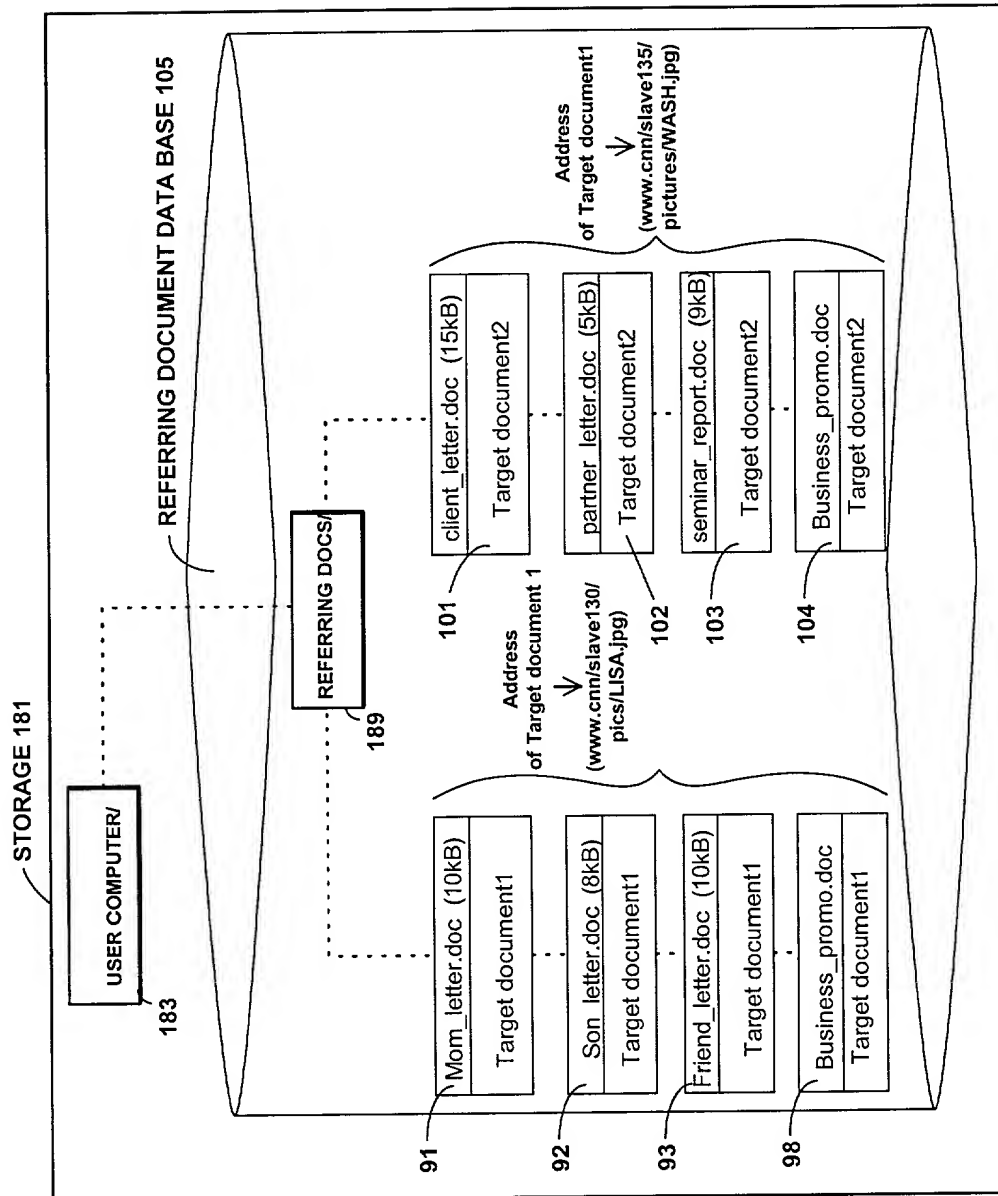 STORAGE 181
USER COMPUTER/
183
REFERRING DOCUMENT DATA BASE 105
REFERRING DOCS/
189
91
Mom_letter.doc (10kB)
Target document1
92
Son_letter.doc (8kB)
Target document1
93
Friend_letter.doc (10kB)
Target document1
98
Business_promo.doc
Target document1
Address
of Target document 1
(www.cnn/slave130/
pics/LISA.jpg)
101
client_letter.doc (15kB)
Target document2
102
partner_letter.doc (5kB)
Target document2
103
seminar_report.doc (9kB)
Target document2
104
Business_promo.doc
Target document2
Address
of Target document1
(www.cnn/slave135/
pictures/WASH.jpg)